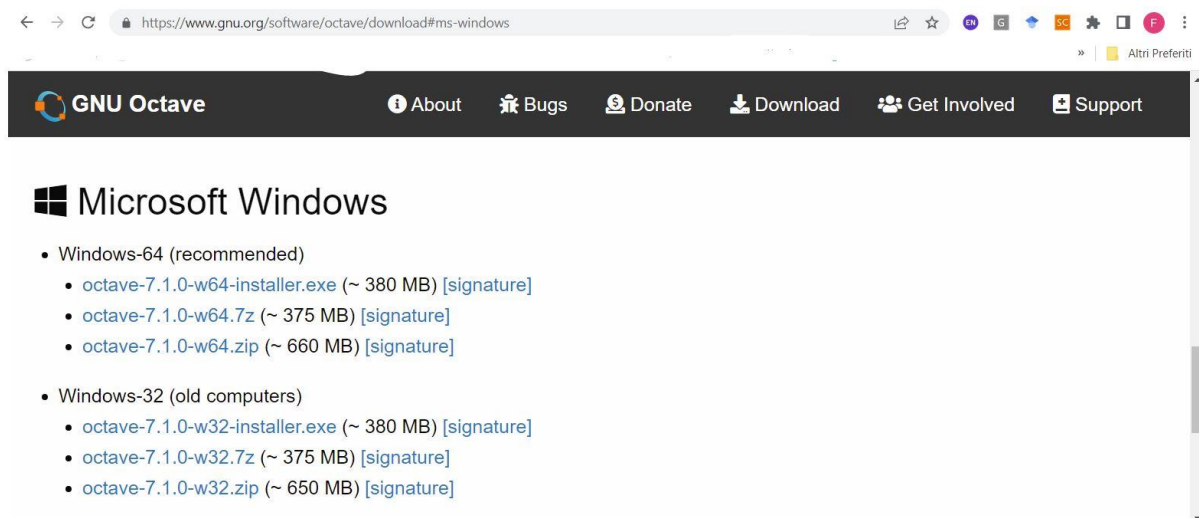 https://www.gnu.org/software/octave/download#ms-windows EN G SC F
» Altri Preferiti
GNU Octave About Bugs Donate Download Get Involved Support
Microsoft Windows
• Windows-64 (recommended)
• octave-7.1.0-w64-installer.exe (~ 380 MB) [signature]
• octave-7.1.0-w64.7z (~ 375 MB) [signature]
• octave-7.1.0-w64.zip (~ 660 MB) [signature]
• Windows-32 (old computers)
• octave-7.1.0-w32-installer.exe (~ 380 MB) [signature]
• octave-7.1.0-w32.7z (~ 375 MB) [signature]
• octave-7.1.0-w32.zip (~ 650 MB) [signature]